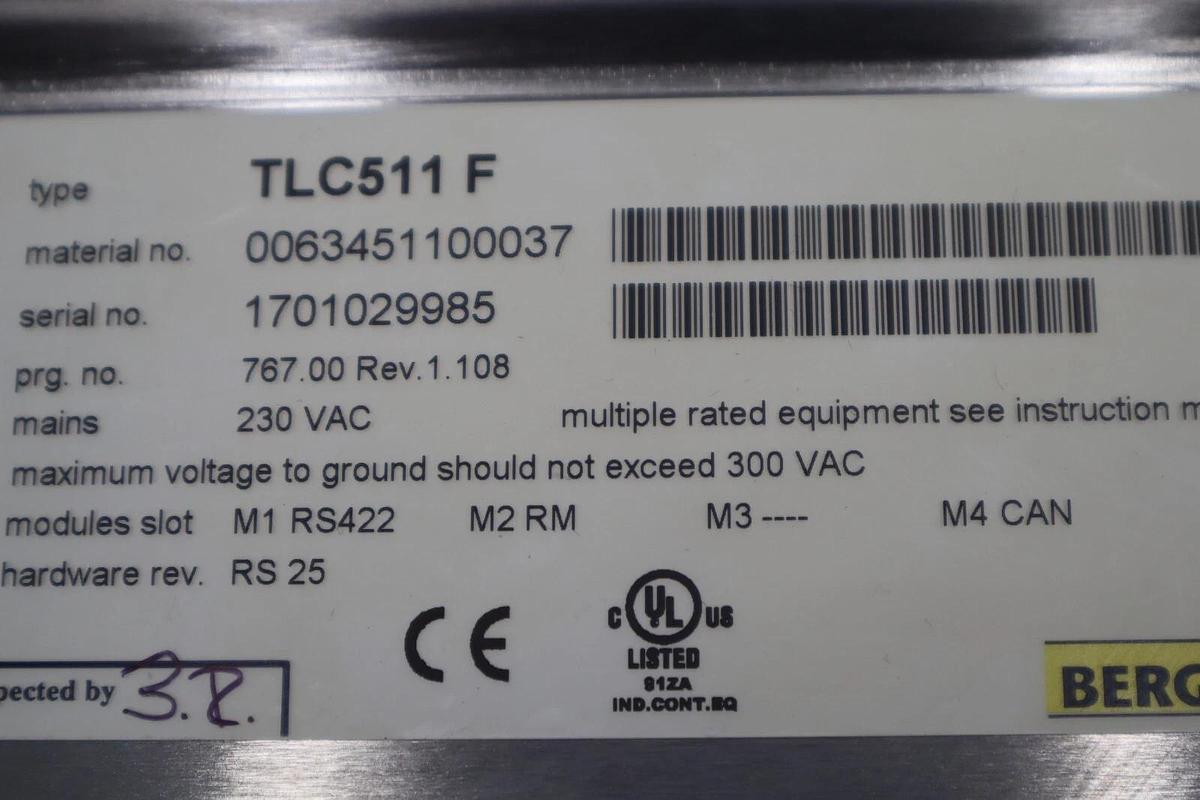 type TLC511 F
material no. 0063451100037
serial no. 1701029985
prg. no. 767.00 Rev.1.108
mains 230 VAC multiple rated equipment see instruction m
maximum voltage to ground should not exceed 300 VAC
modules slot M1 RS422 M2 RM M3 ---- M4 CAN
hardware rev. RS 25
CE
C UL US
LISTED
91ZA
IND.CONT.EQ
pected by
BERG